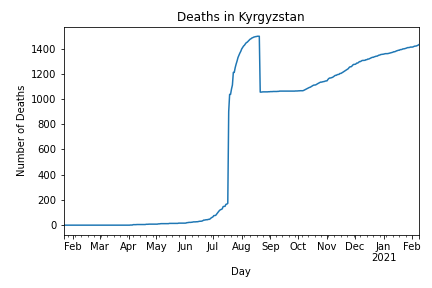 Deaths in Kyrgyzstan
1400
1200
1000
800
600
400
200
0
Number of Deaths
Feb Mar Apr May Jun Jul Aug Sep Oct Nov Dec Jan Feb
2021
Day